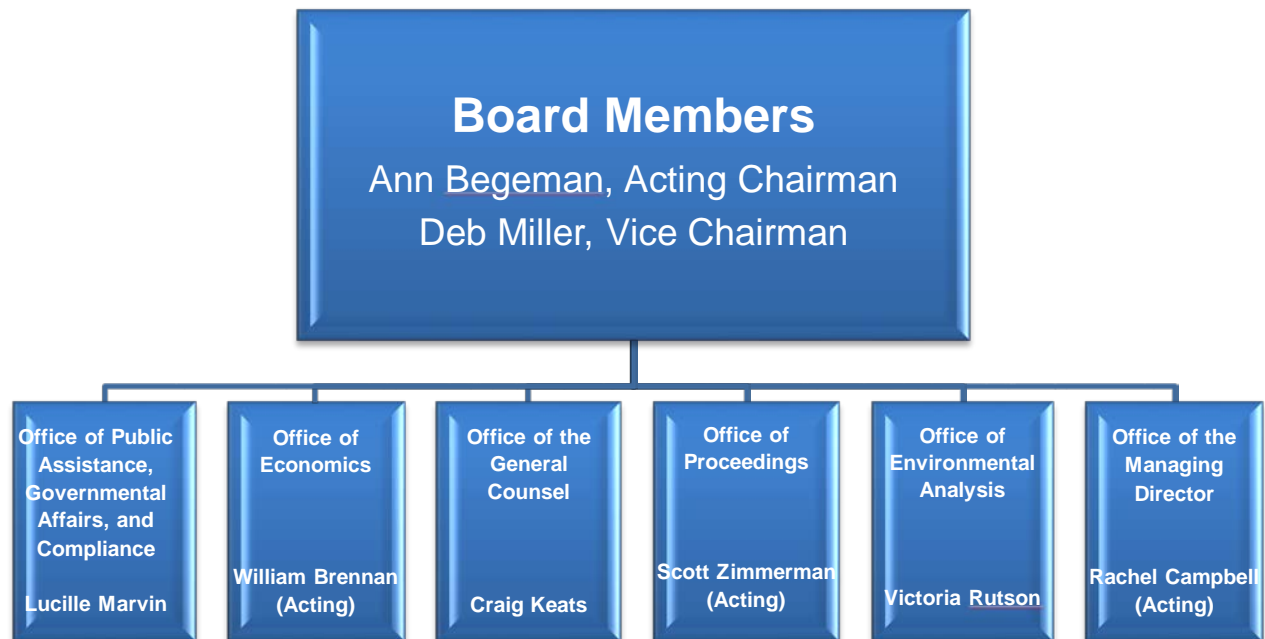 Board Members
Ann Begeman, Acting Chairman
Deb Miller, Vice Chairman
Office of Public
Assistance,
Governmental
Affairs, and
Compliance
Lucille Marvin
Office of
Economics
William Brennan
(Acting)
Office of the
General
Counsel
Craig Keats
Office of
Proceedings
Scott Zimmerman
(Acting)
Office of
Environmental
Analysis
Victoria Rutson
Office of the
Managing
Director
Rachel Campbell
(Acting)